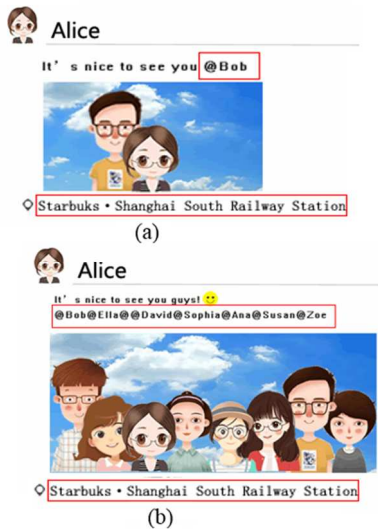 Alice
It's nice to see you @Bob
Starbuks·Shanghai South Railway Station
(a)
Alice
It's nice to see you guys!
@Bob@Ella@@David@Sophia@Ana@Susan@Zoe
Starbuks·Shanghai South Railway Station
(b)